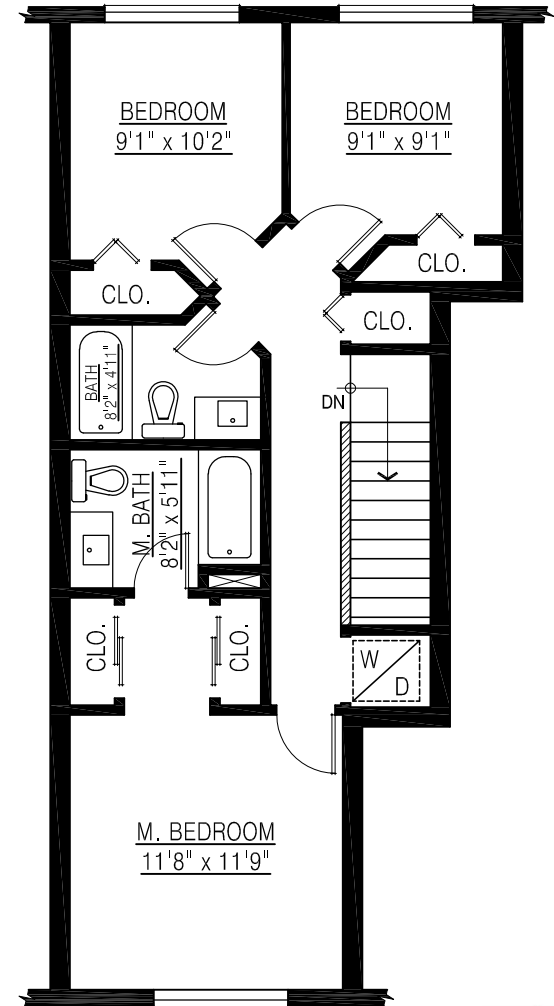 BEDROOM
9'1" x 10'2"
BEDROOM
9'1" x 9'1"
CLO.
CLO.
CLO.
BATH
8'2" x 4'11"
DN
M. BATH
8'2" x 5'11"
CLO.
CLO.
W
D
M. BEDROOM
11'8" x 11'9"